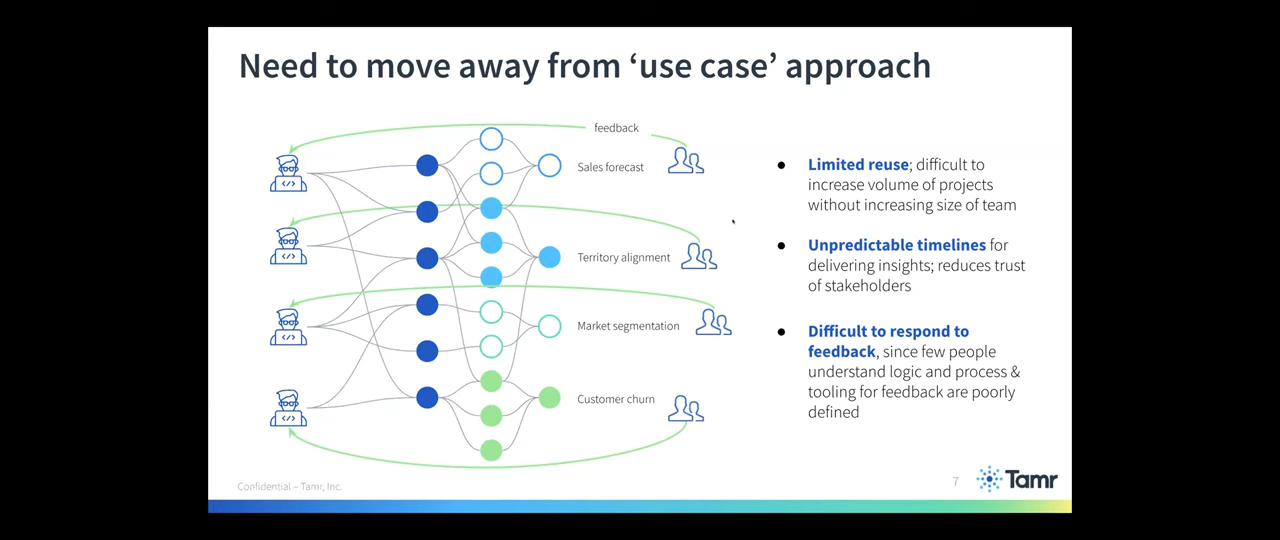 Need to move away from ‘use case’ approach
feedback
Sales forecast
Territory alignment
Market segmentation
Customer churn
</>
</>
</>
</>
● Limited reuse; difficult to
increase volume of projects
without increasing size of team
● Unpredictable timelines for
delivering insights; reduces trust
of stakeholders
● Difficult to respond to
feedback, since few people
understand logic and process &
tooling for feedback are poorly
defined
Confidential – Tamr, Inc.
7
Tamr